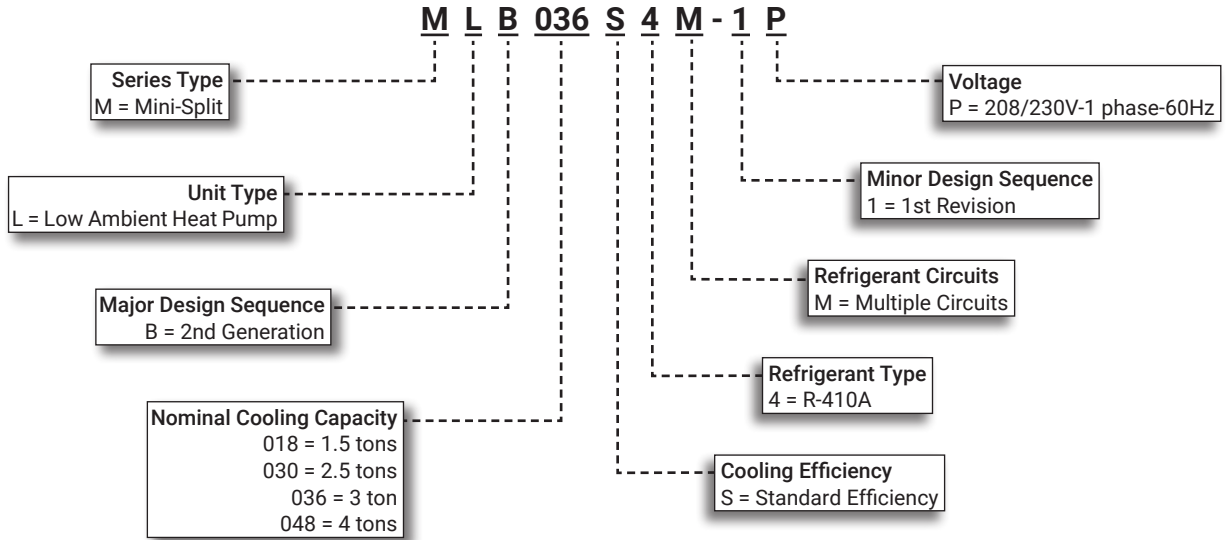 M L B 036 S 4 M - 1 P
Series Type
M = Mini-Split
Unit Type
L = Low Ambient Heat Pump
Major Design Sequence
B = 2nd Generation
Nominal Cooling Capacity
018 = 1.5 tons
030 = 2.5 tons
036 = 3 ton
048 = 4 tons
Voltage
P = 208/230V-1 phase-60Hz
Minor Design Sequence
1 = 1st Revision
Refrigerant Circuits
M = Multiple Circuits
Refrigerant Type
4 = R-410A
Cooling Efficiency
S = Standard Efficiency